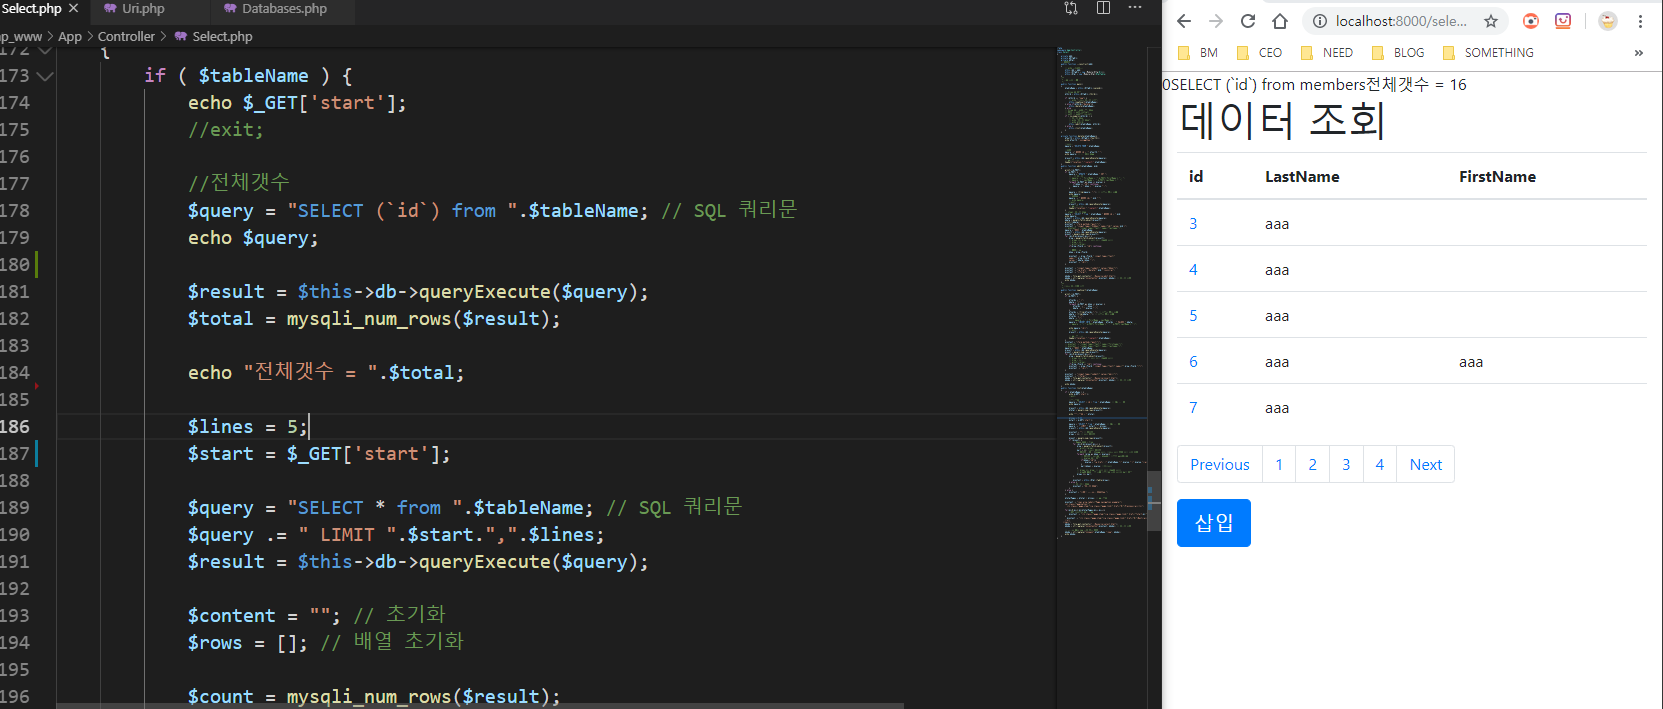 Select.php
Uri.php
Databases.php
ap_www > App > Controller > Select.php
172 {
173 if ( $tableName ) {
174 echo $_GET['start'];
175 //exit;
176
177 //전체갯수
178 $query = "SELECT (`id`) from ".$tableName; // SQL 쿼리문
179 echo $query;
180
181 $result = $this->db->queryExecute($query);
182 $total = mysqli_num_rows($result);
183
184 echo "전체갯수 = ".$total;
185
186 $lines = 5;
187 $start = $_GET['start'];
188
189 $query = "SELECT * from ".$tableName; // SQL 쿼리문
190 $query .= " LIMIT ".$start.",".$lines;
191 $result = $this->db->queryExecute($query);
192
193 $content = ""; // 초기화
194 $rows = []; // 배열 초기화
195
196 $count = mysqli_num_rows($result);
localhost:8000/sele...
BM CEO NEED BLOG SOMETHING »
0SELECT (`id`) from members전체갯수 = 16
데이터 조회
id LastName FirstName
3 aaa
4 aaa
5 aaa
6 aaa aaa
7 aaa
Previous 1 2 3 4 Next
삽입